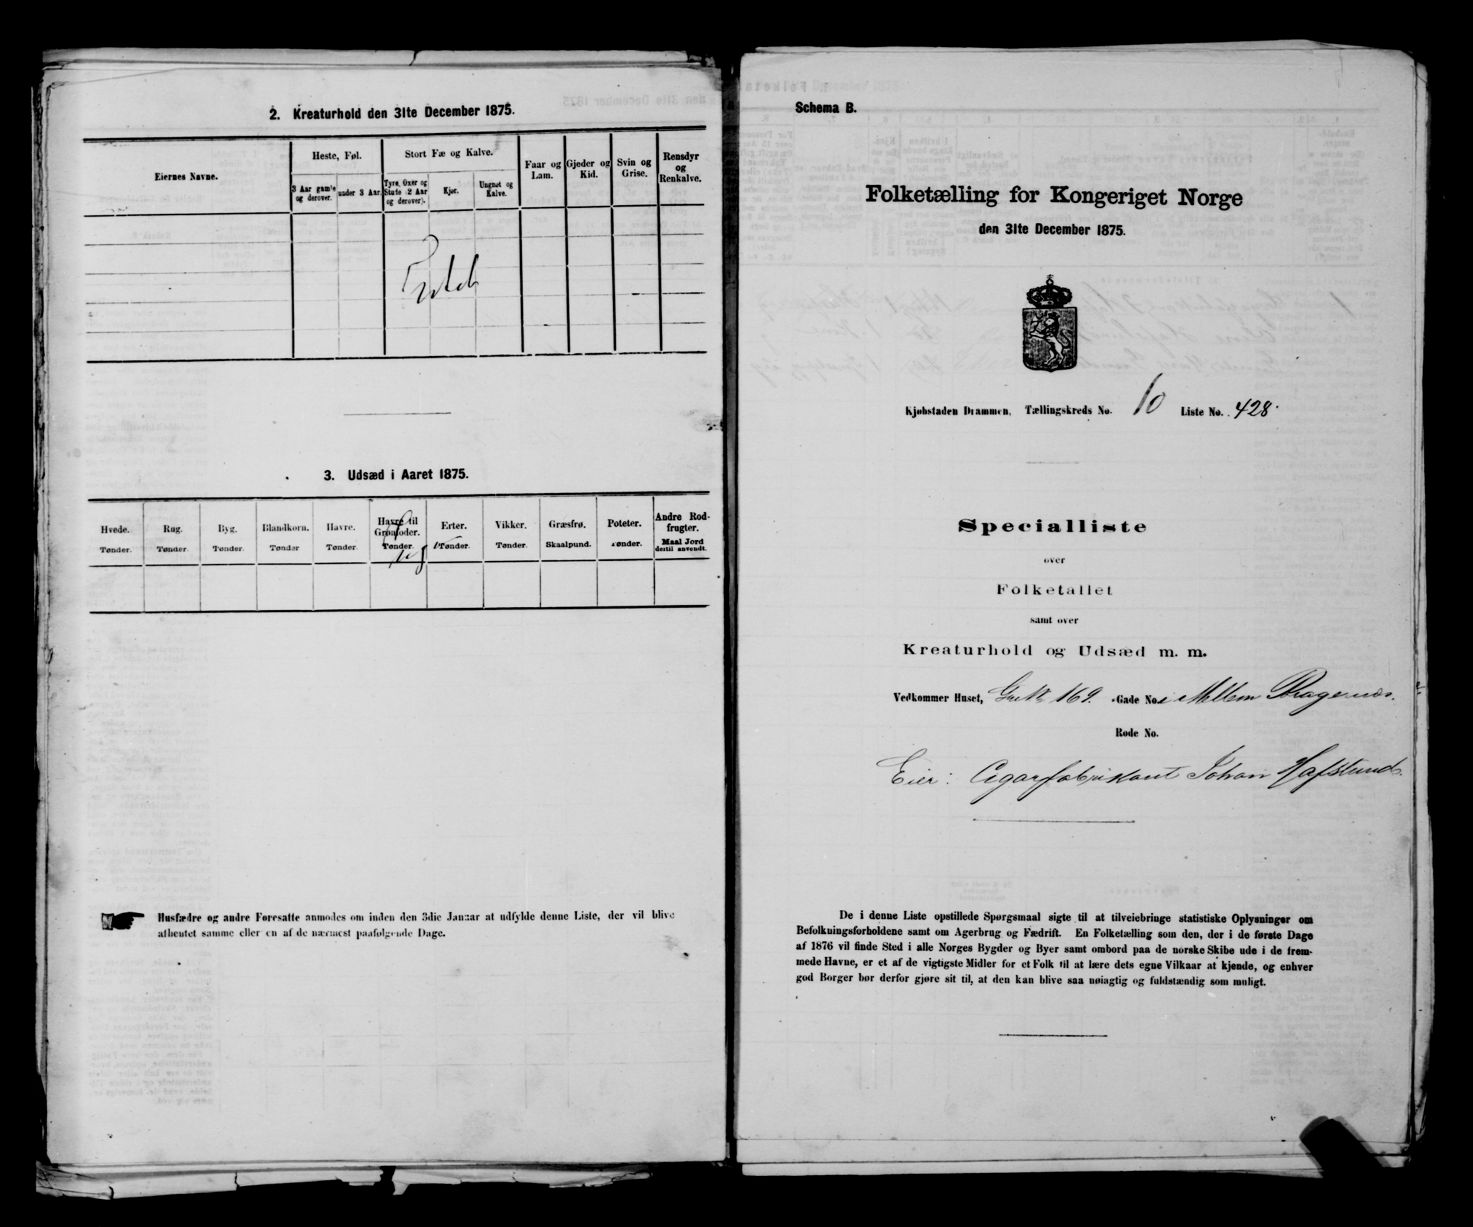 2. Kreaturhold den 31te December 1875.
Eiernes Navne.
Heste, Føl.
Stort Fæ og Kalve.
Faar og Lam.
Gjeder og Kid.
Svin og Grise.
Rensdyr og Renkalve.
3 Aar gamle og derover.
under 3 Aar.
Tyre, Oxer og Stude 2 Aar og derover).
Kjør.
Ungnøt og Kalve.
3. Udsæd i Aaret 1875.
Hvede. Rug. Byg. Blandkorn. Havre. Havre til Grønfoder. Erter. Vikker. Græsfrø. Poteter. Andre Rodfrugter.
Tønder. Tønder Tønder. Tønder Tønder. Tønder. Tønder. Tønder. Skaalpund. Tønder. Maal Jord dertil anvendt.
Husfædre og andre Foresatte anmodes om inden den 3die Januar at udfylde denne Liste, der vil blive
afhentet samme eller en af de nærmest paafølgende Dage.
Schema B.
Folketælling for Kongeriget Norge
den 31te December 1875.
Kjøbstaden Drammen, Tællingskreds No. 10 Liste No. 428.
Specialliste
over
Folketallet
samt over
Kreaturhold og Udsæd m. m.
Vedkommer Huset, 169. Gade No. i Mellem Bragernæs.
Rode No.
Eier: Cigarfabrikant Johan Hafslund.
De i denne Liste opstillede Spørgsmaal sigte til at tilveiebringe statistiske Oplysninger om
Befolkningsforholdene samt om Agerbrug og Fædrift. En Folketælling som den, der i de første Dage
af 1876 vil finde Sted i alle Norges Bygder og Byer samt ombord paa de norske Skibe ude i de frem-
mede Havne, er et af de vigtigste Midler for et Folk til at lære dets egne Vilkaar at kjende, og enhver
god Borger bør derfor gjøre sit til, at den kan blive saa nøiagtig og fuldstændig som muligt.